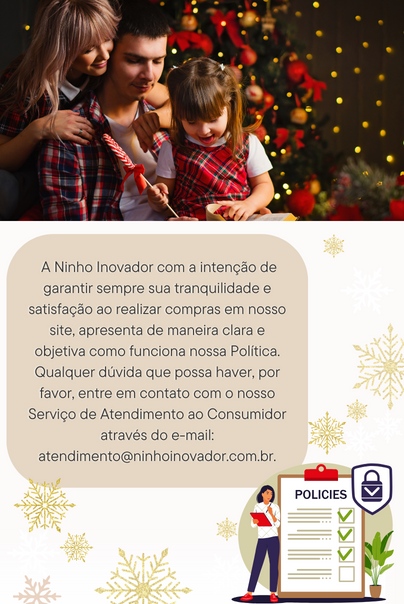 A Ninho Inovador com a intenção de
garantir sempre sua tranquilidade e
satisfação ao realizar compras em nosso
site, apresenta de maneira clara e
objetiva como funciona nossa Política.
Qualquer dúvida que possa haver, por
favor, entre em contato com o nosso
Serviço de Atendimento ao Consumidor
através do e-mail:
atendimento@ninhoinovador.com.br.
POLICIES